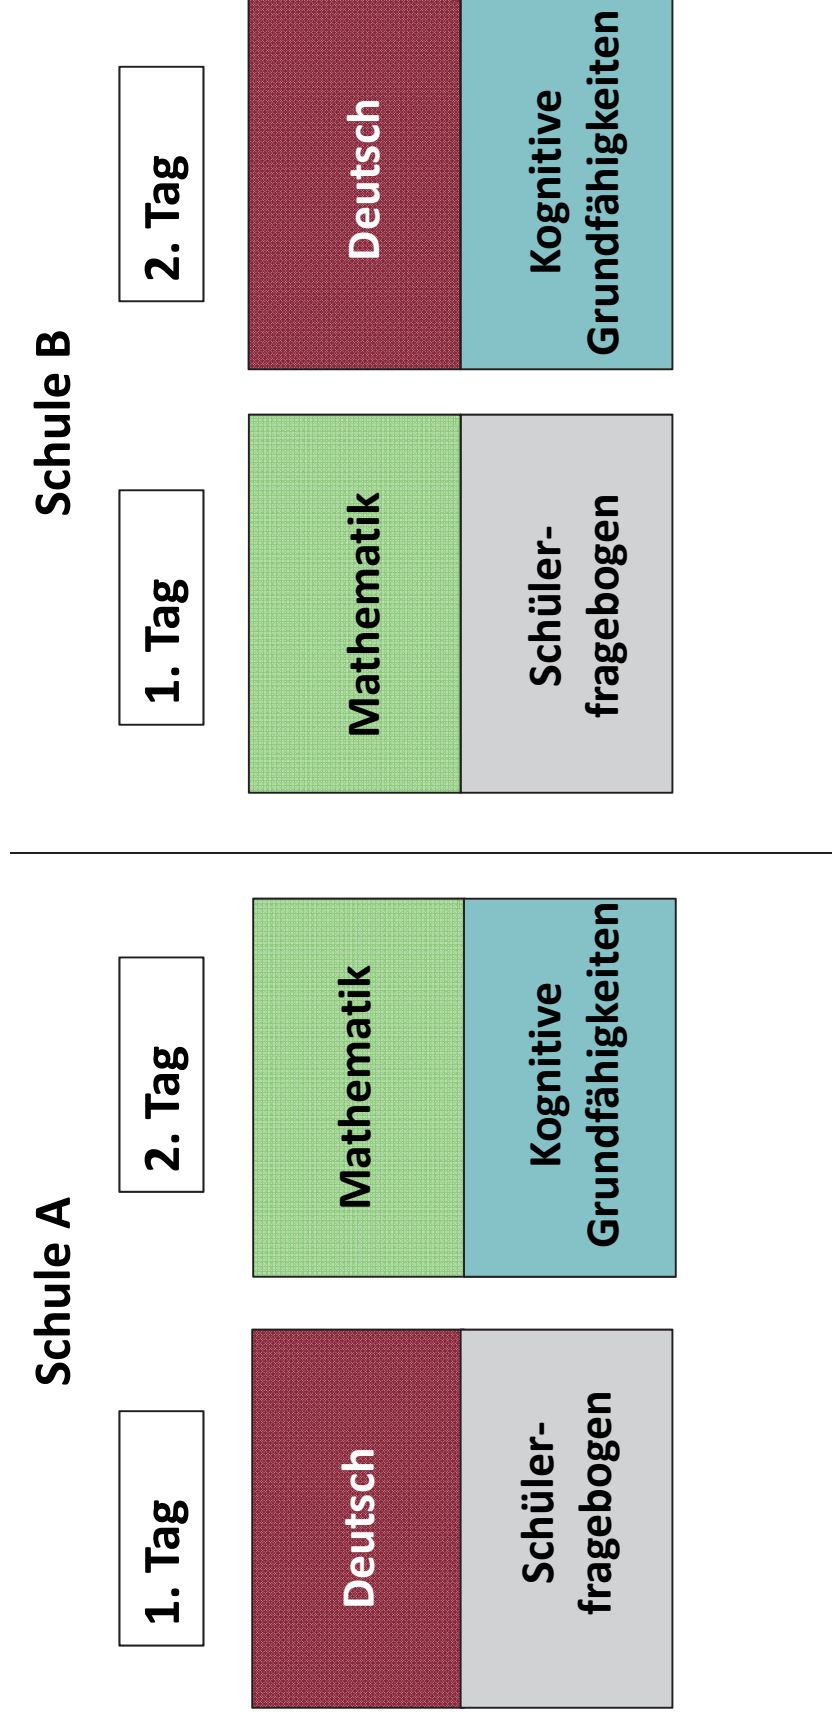 Schule A
1. Tag
Deutsch
Schüler-
fragebogen
2. Tag
Mathematik
Kognitive
Grundfähigkeiten
Schule B
1. Tag
Mathematik
Schüler-
fragebogen
2. Tag
Deutsch
Kognitive
Grundfähigkeiten